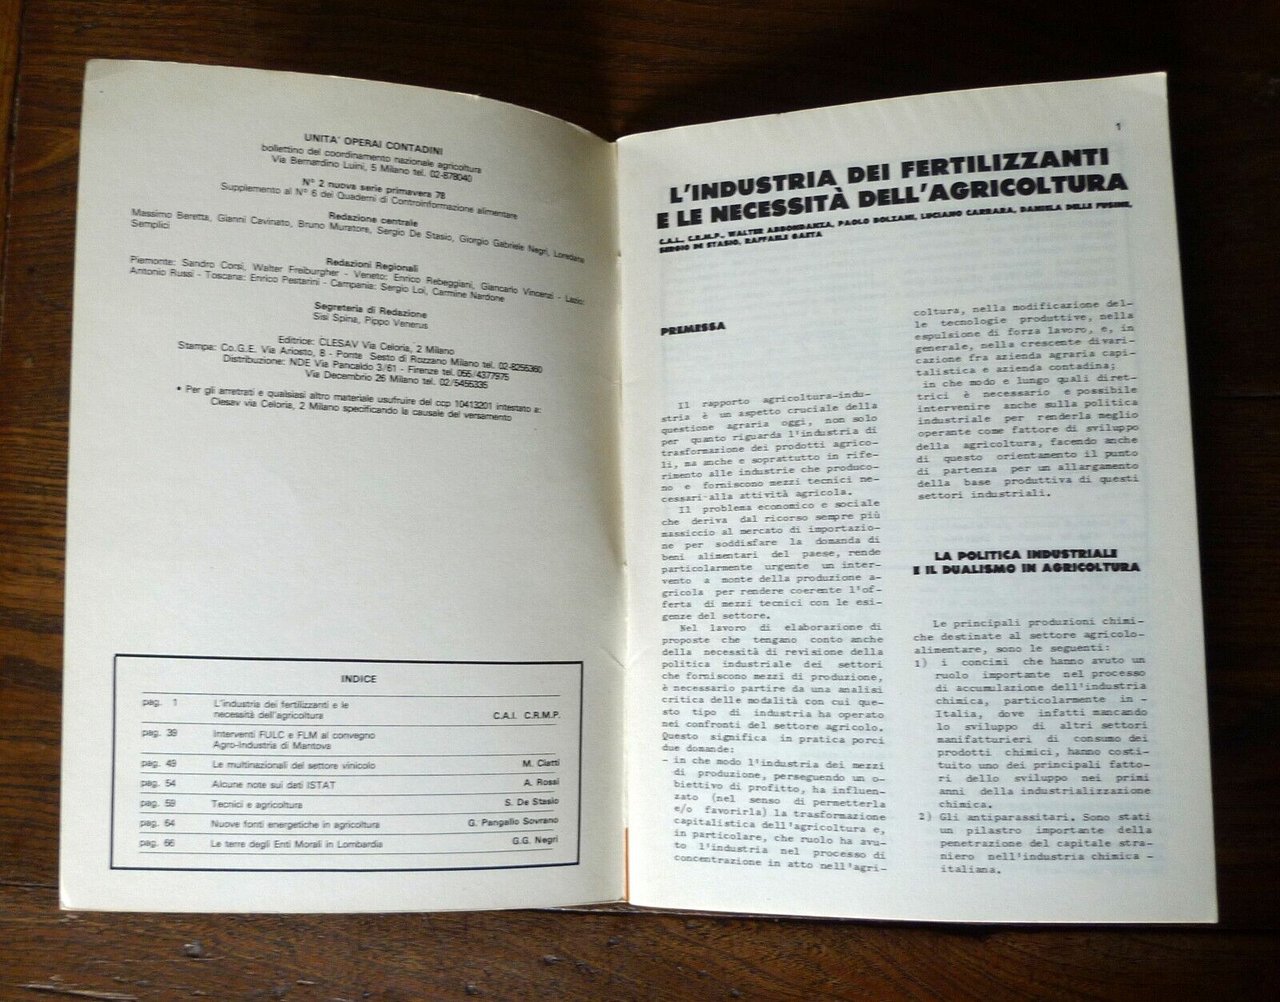 UNITA' OPERAI CONTADINI
bollettino del coordinamento nazionale agricoltura
Via Bernardino Luini, 5 Milano tel. 02-878040
N° 2 nuova serie primavera 78
Supplemento al N° 6 dei Quaderni di Controinformazione alimentare
Redazione centrale
Massimo Beretta, Gianni Cavinato, Bruno Muratore, Sergio De Stasio, Giorgio Gabriele Negri, Loredana
Semplici
Redazioni Regionali
Piemonte: Sandro Corsi, Walter Freiburgher - Veneto: Enrico Rebeggiani, Giancarlo Vincenzi - Lazio:
Antonio Russi - Toscana: Enrico Pestarini - Campania: Sergio Loi, Carmine Nardone
Segreteria di Redazione
Sisi Spina, Pippo Venerus
Editrice: CLESAV Via Celoria, 2 Milano
Stampa: Co.G.E. Via Ariosto, 8 - Ponte Sesto di Rozzano Milano tel. 02-8256360
Distribuzione: NDE Via Pancaldo 3/61 - Firenze tel. 055/4377975
Via Decembrio 26 Milano tel. 02/5455335
• Per gli arretrati e qualsiasi altro materiale usufruire del ccp 10413201 intestato a:
Clesav via Celoria, 2 Milano specificando la causale del versamento
INDICE
pag. 1 L'industria dei fertilizzanti e le
necessità dell'agricoltura C.A.I. C.R.M.P.
pag. 39 Interventi FULC e FLM al convegno
Agro-Industria di Mantova
pag. 49 Le multinazionali del settore vinicolo M. Ciatti
pag. 54 Alcune note sui dati ISTAT A. Rossi
pag. 59 Tecnici e agricoltura S. De Stasio
pag. 64 Nuove fonti energetiche in agricoltura G. Pangallo Sovrano
pag. 66 Le terre degli Enti Morali in Lombardia G.G. Negri
1
L'INDUSTRIA DEI FERTILIZZANTI
E LE NECESSITÀ DELL'AGRICOLTURA
C.A.I., C.R.M.P., WALTER ABBONDANZA, PAOLO BOLZANI, LUCIANO CARRARA, DANIELA DELLE FUSINE,
SERGIO DE STASIO, RAFFAELE GAETA
PREMESSA
Il rapporto agricoltura-indu-
stria è un aspetto cruciale della
questione agraria oggi, non solo
per quanto riguarda l'industria di
trasformazione dei prodotti agrico-
li, ma anche e soprattutto in rife-
rimento alle industrie che produco-
no e forniscono mezzi tecnici ne-
cessari alla attività agricola.
Il problema economico e sociale
che deriva dal ricorso sempre più
massiccio al mercato di importazio-
ne per soddisfare la domanda di
beni alimentari del paese, rende
particolarmente urgente un inter-
vento a monte della produzione a-
gricola per rendere coerente l'of-
ferta di mezzi tecnici con le esi-
genze del settore.
Nel lavoro di elaborazione di
proposte che tengano conto anche
della necessità di revisione della
politica industriale dei settori
che forniscono mezzi di produzione,
è necessario partire da una analisi
critica delle modalità con cui que-
sto tipo di industria ha operato
nei confronti del settore agricolo.
Questo significa in pratica porci
due domande:
- in che modo l'industria dei mezzi
di produzione, perseguendo un o-
biettivo di profitto, ha influen-
zato (nel senso di permetterla
e/o favorirla) la trasformazione
capitalistica dell'agricoltura e,
in particolare, che ruolo ha avu-
to l'industria nel processo di
concentrazione in atto nell'agri-
coltura, nella modificazione del-
le tecnologie produttive, nella
espulsione di forza lavoro, e, in
generale, nella crescente divari-
cazione fra azienda agraria capi-
talistica e azienda contadina;
in che modo e lungo quali diret-
trici è necessario e possibile
intervenire anche sulla politica
industriale per renderla meglio
operante come fattore di sviluppo
della agricoltura, facendo anche
di questo orientamento il punto
di partenza per un allargamento
della base produttiva di questi
settori industriali.
LA POLITICA INDUSTRIALE
E IL DUALISMO IN AGRICOLTURA
Le principali produzioni chimi-
che destinate al settore agricolo-
alimentare, sono le seguenti:
1) i concimi che hanno avuto un
ruolo importante nel processo
di accumulazione dell'industria
chimica, particolarmente in -
Italia, dove infatti mancando
lo sviluppo di altri settori
manifatturieri di consumo dei
prodotti chimici, hanno costi-
tuito uno dei principali fatto-
ri dello sviluppo nei primi
anni della industrializzazione
chimica.
2) Gli antiparassitari. Sono stati
un pilastro importante della
penetrazione del capitale stra-
niero nell'industria chimica -
italiana.